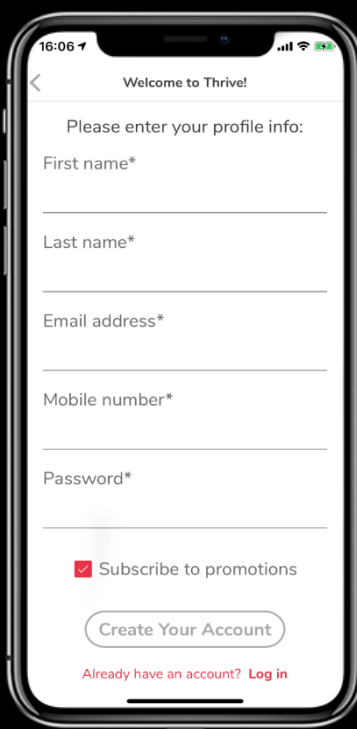 16:06
Welcome to Thrive!
Please enter your profile info:
First name*
Last name*
Email address*
Mobile number*
Password*
Subscribe to promotions
Create Your Account
Already have an account? Log in